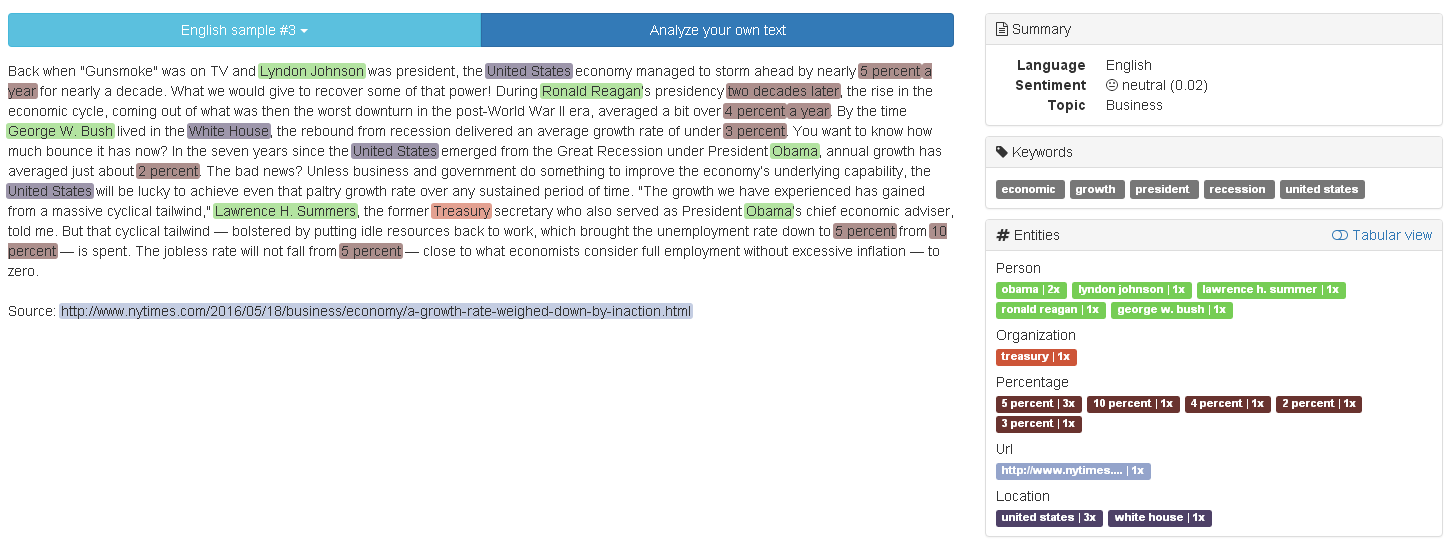 English sample #3
Analyze your own text
Back when "Gunsmoke" was on TV and Lyndon Johnson was president, the United States economy managed to storm ahead by nearly 5 percent a
year for nearly a decade. What we would give to recover some of that power! During Ronald Reagan's presidency two decades later, the rise in the
economic cycle, coming out of what was then the worst downturn in the post-World War II era, averaged a bit over 4 percent a year. By the time
George W. Bush lived in the White House, the rebound from recession delivered an average growth rate of under 3 percent. You want to know how
much bounce it has now? In the seven years since the United States emerged from the Great Recession under President Obama, annual growth has
averaged just about 2 percent. The bad news? Unless business and government do something to improve the economy's underlying capability, the
United States will be lucky to achieve even that paltry growth rate over any sustained period of time. "The growth we have experienced has gained
from a massive cyclical tailwind," Lawrence H. Summers, the former Treasury secretary who also served as President Obama's chief economic adviser,
told me. But that cyclical tailwind — bolstered by putting idle resources back to work, which brought the unemployment rate down to 5 percent from 10
percent — is spent. The jobless rate will not fall from 5 percent — close to what economists consider full employment without excessive inflation — to
zero.
Source: http://www.nytimes.com/2016/05/18/business/economy/a-growth-rate-weighed-down-by-inaction.html
Summary
Language English
Sentiment neutral (0.02)
Topic Business
Keywords
economic growth president recession united states
# Entities Tabular view
Person
obama | 2x lyndon johnson | 1x lawrence h. summer | 1x
ronald reagan | 1x george w. bush | 1x
Organization
treasury | 1x
Percentage
5 percent | 3x 10 percent | 1x 4 percent | 1x 2 percent | 1x
3 percent | 1x
Url
http://www.nytimes.... | 1x
Location
united states | 3x white house | 1x